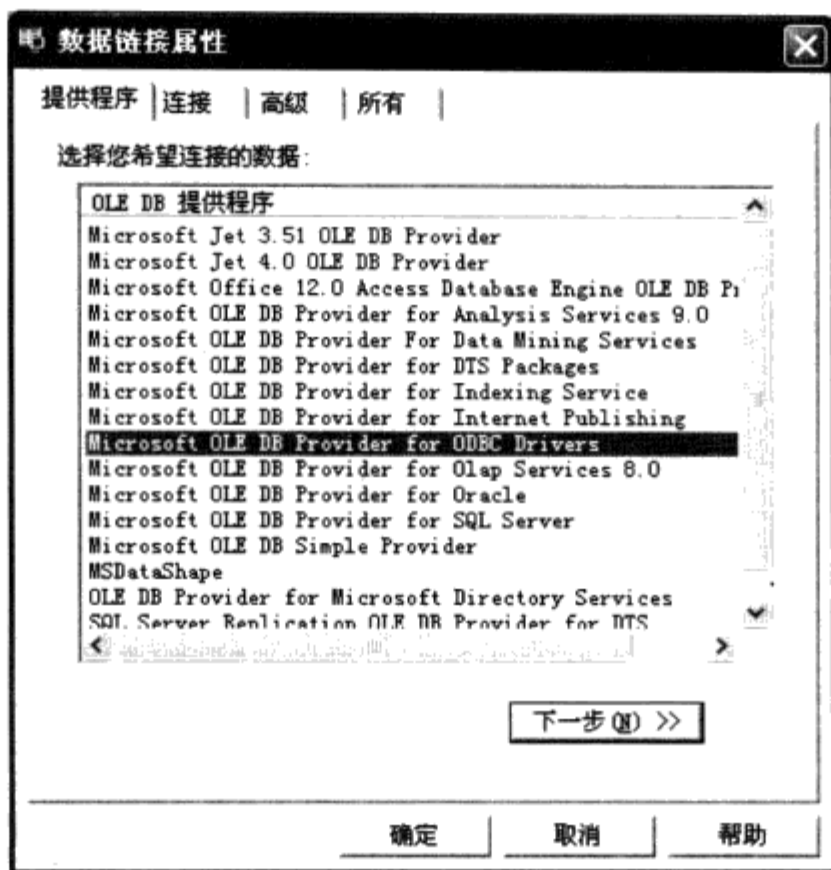 数据链接属性
提供程序 连接 高级 所有
选择您希望连接的数据:
OLE DB 提供程序
Microsoft Jet 3.51 OLE DB Provider
Microsoft Jet 4.0 OLE DB Provider
Microsoft Office 12.0 Access Database Engine OLE DB
Microsoft OLE DB Provider for Analysis Services 9.0
Microsoft OLE DB Provider For Data Mining Services
Microsoft OLE DB Provider for DTS Packages
Microsoft OLE DB Provider for Indexing Service
Microsoft OLE DB Provider for Internet Publishing
Microsoft OLE DB Provider for ODBC Drivers
Microsoft OLE DB Provider for Olap Services 8.0
Microsoft OLE DB Provider for Oracle
Microsoft OLE DB Provider for SQL Server
Microsoft OLE DB Simple Provider
MSDataShape
OLE DB Provider for Microsoft Directory Services
SQL Server Replication OLE DB Provider for DTS
下一步(N) >>
确定 取消 帮助